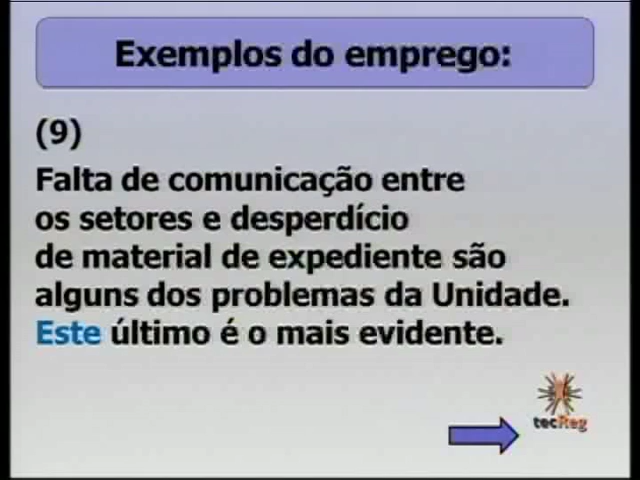 Exemplos do emprego:
(9)
Falta de comunicação entre
os setores e desperdício
de material de expediente são
alguns dos problemas da Unidade.
Este último é o mais evidente.
tecReg